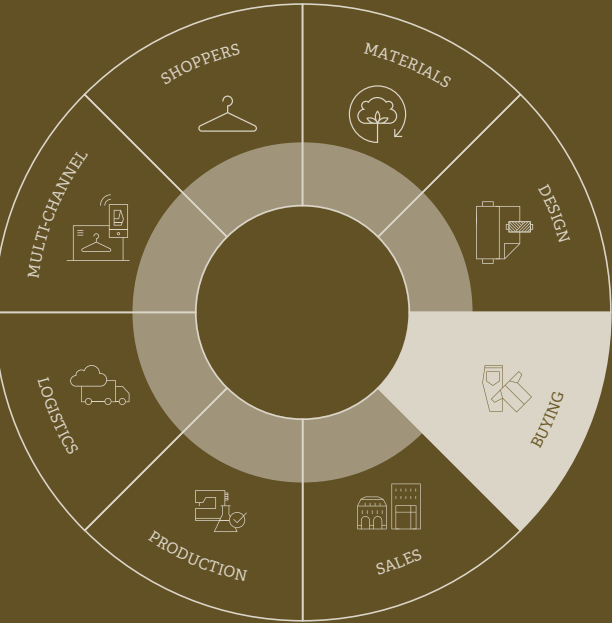 SHOPPERS
MATERIALS
MULTI-CHANNEL
DESIGN
LOGISTICS
BUYING
PRODUCTION
SALES